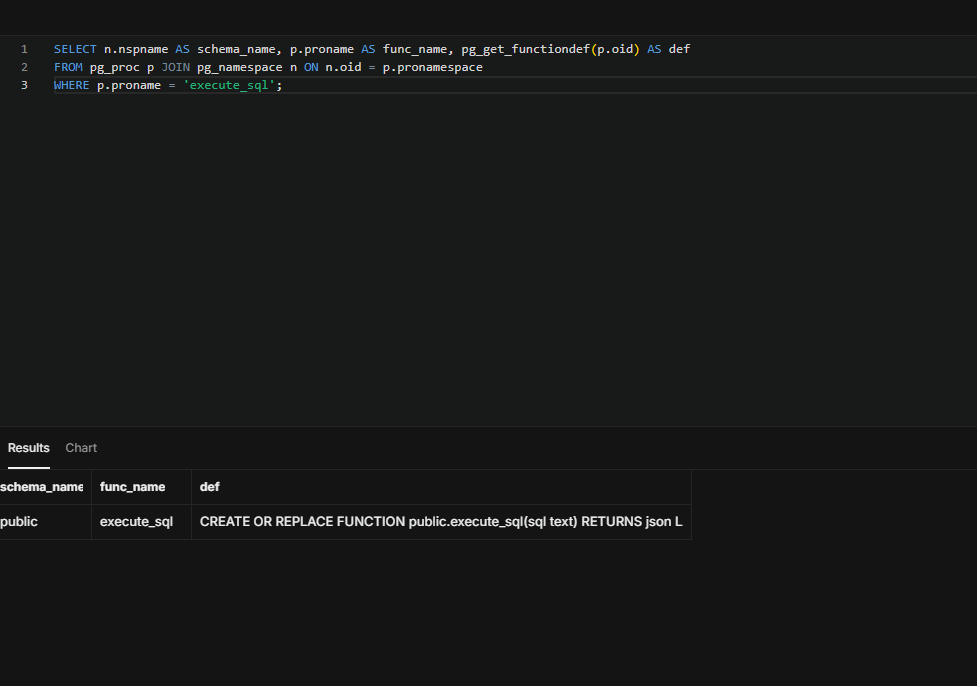 1 SELECT n.nspname AS schema_name, p.proname AS func_name, pg_get_functiondef(p.oid) AS def
2 FROM pg_proc p JOIN pg_namespace n ON n.oid = p.pronamespace
3 WHERE p.proname = 'execute_sql';
Results Chart
schema_name func_name def
public execute_sql CREATE OR REPLACE FUNCTION public.execute_sql(sql text) RETURNS json L